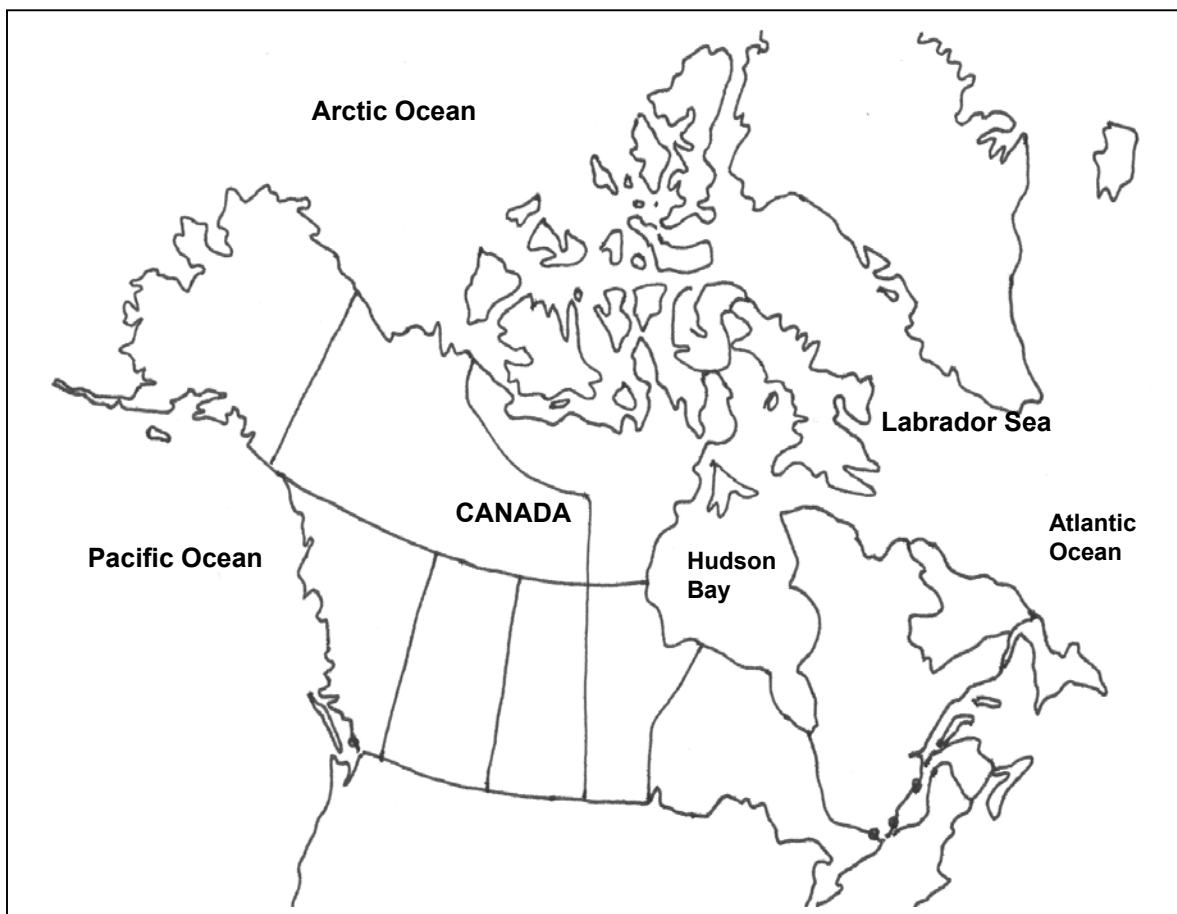 Arctic Ocean
Labrador Sea
CANADA
Atlantic
Ocean
Pacific Ocean
Hudson
Bay